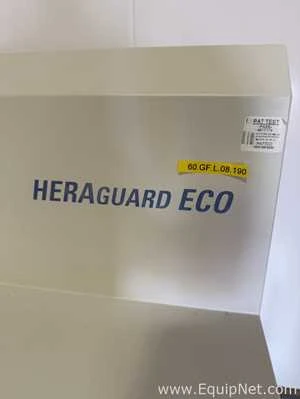 PAT TEST
60.GF.L.08.190
HERAGUARD ECO
www.EquipNet.com